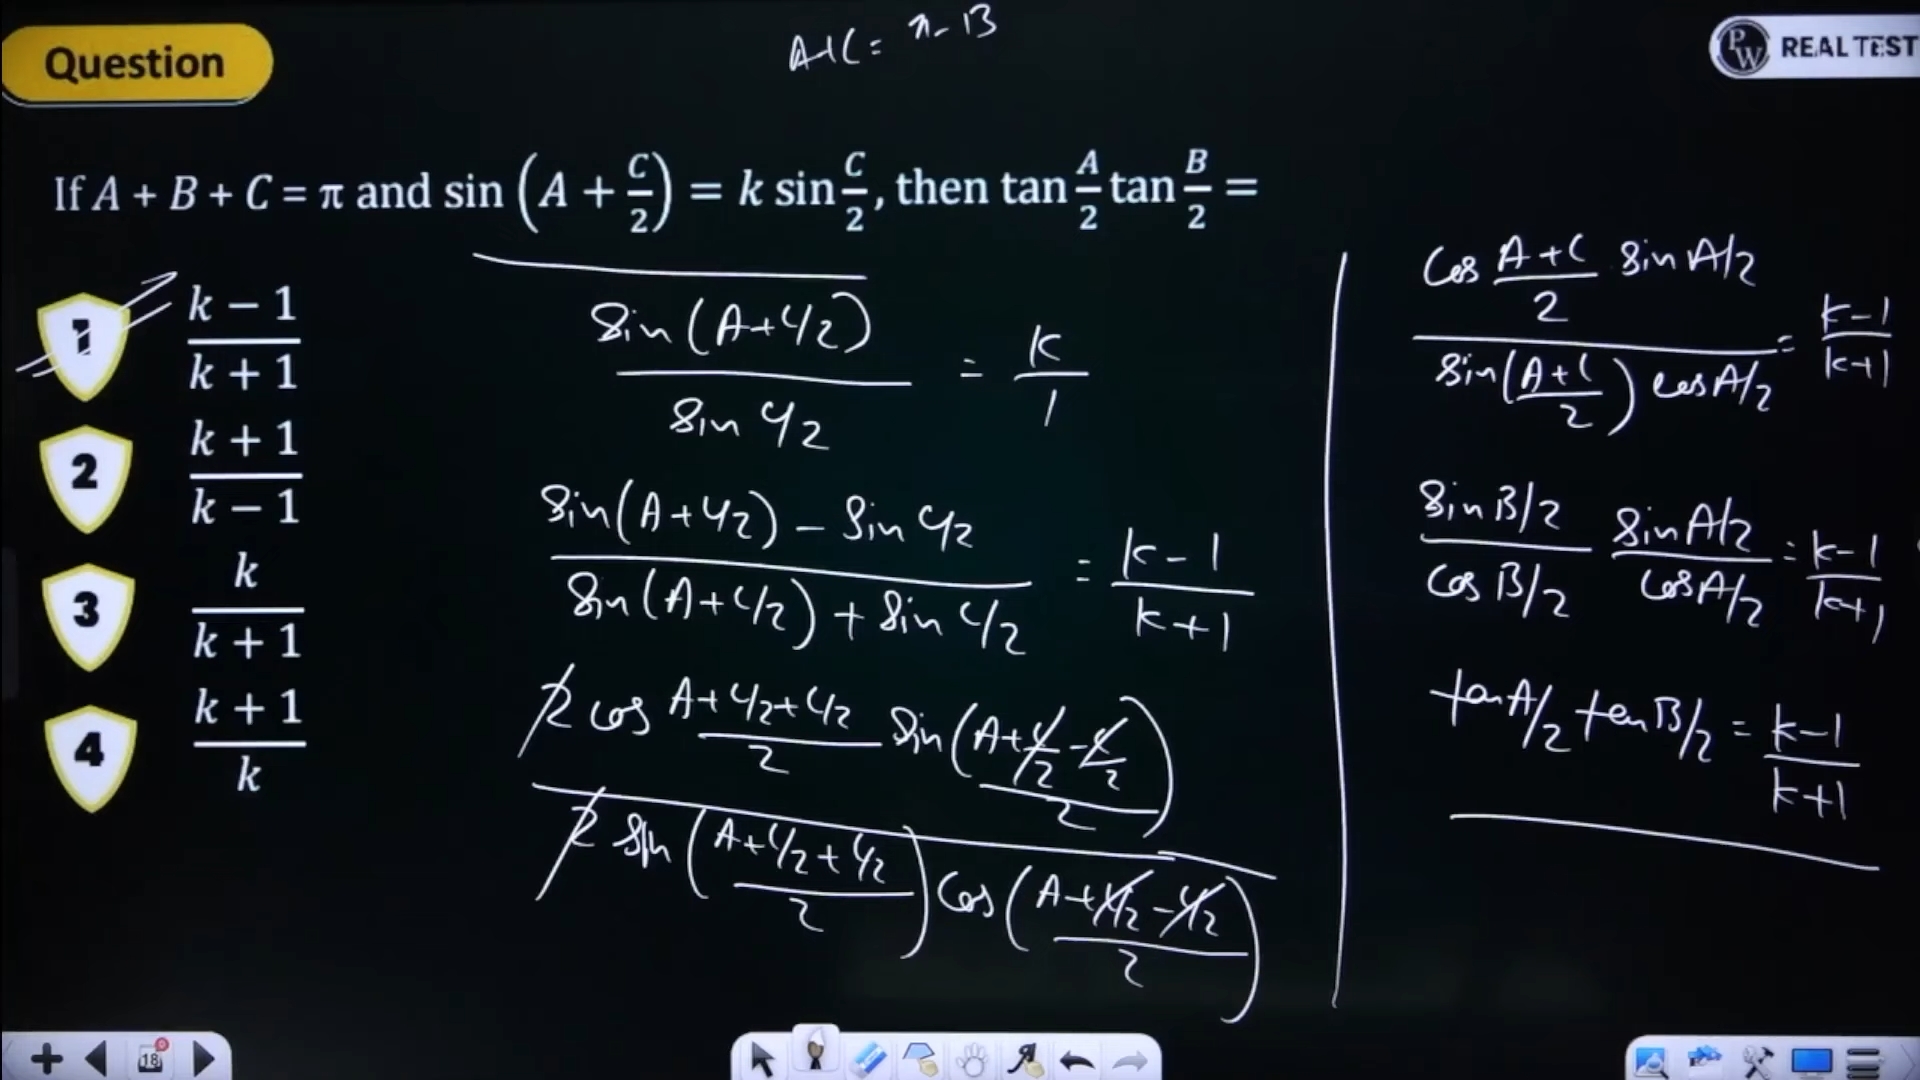 Question
A+C = π-B
PW REAL TEST
If A + B + C = π and sin (A + C/2) = k sin C/2, then tan A/2 tan B/2 =
1 (k − 1)/(k + 1)
2 (k + 1)/(k − 1)
3 k/(k + 1)
4 (k + 1)/k
sin(A+C/2) / sin C/2 = k/1
(sin(A+C/2) − sin C/2) / (sin(A+C/2) + sin C/2) = (k-1)/(k+1)
2 cos (A+C/2+C/2)/2 sin((A+C/2-C/2)/2)
2 sin((A+C/2+C/2)/2) cos((A+C/2-C/2)/2)
(cos (A+C)/2 sin A/2) / (sin((A+C)/2) cos A/2) = (k-1)/(k+1)
(sin B/2)/(cos B/2) (sin A/2)/(cos A/2) = (k-1)/(k+1)
tan A/2 tan B/2 = (k-1)/(k+1)
18